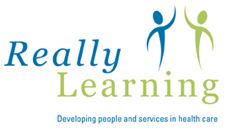 Really
Learning
Developing people and services in health care